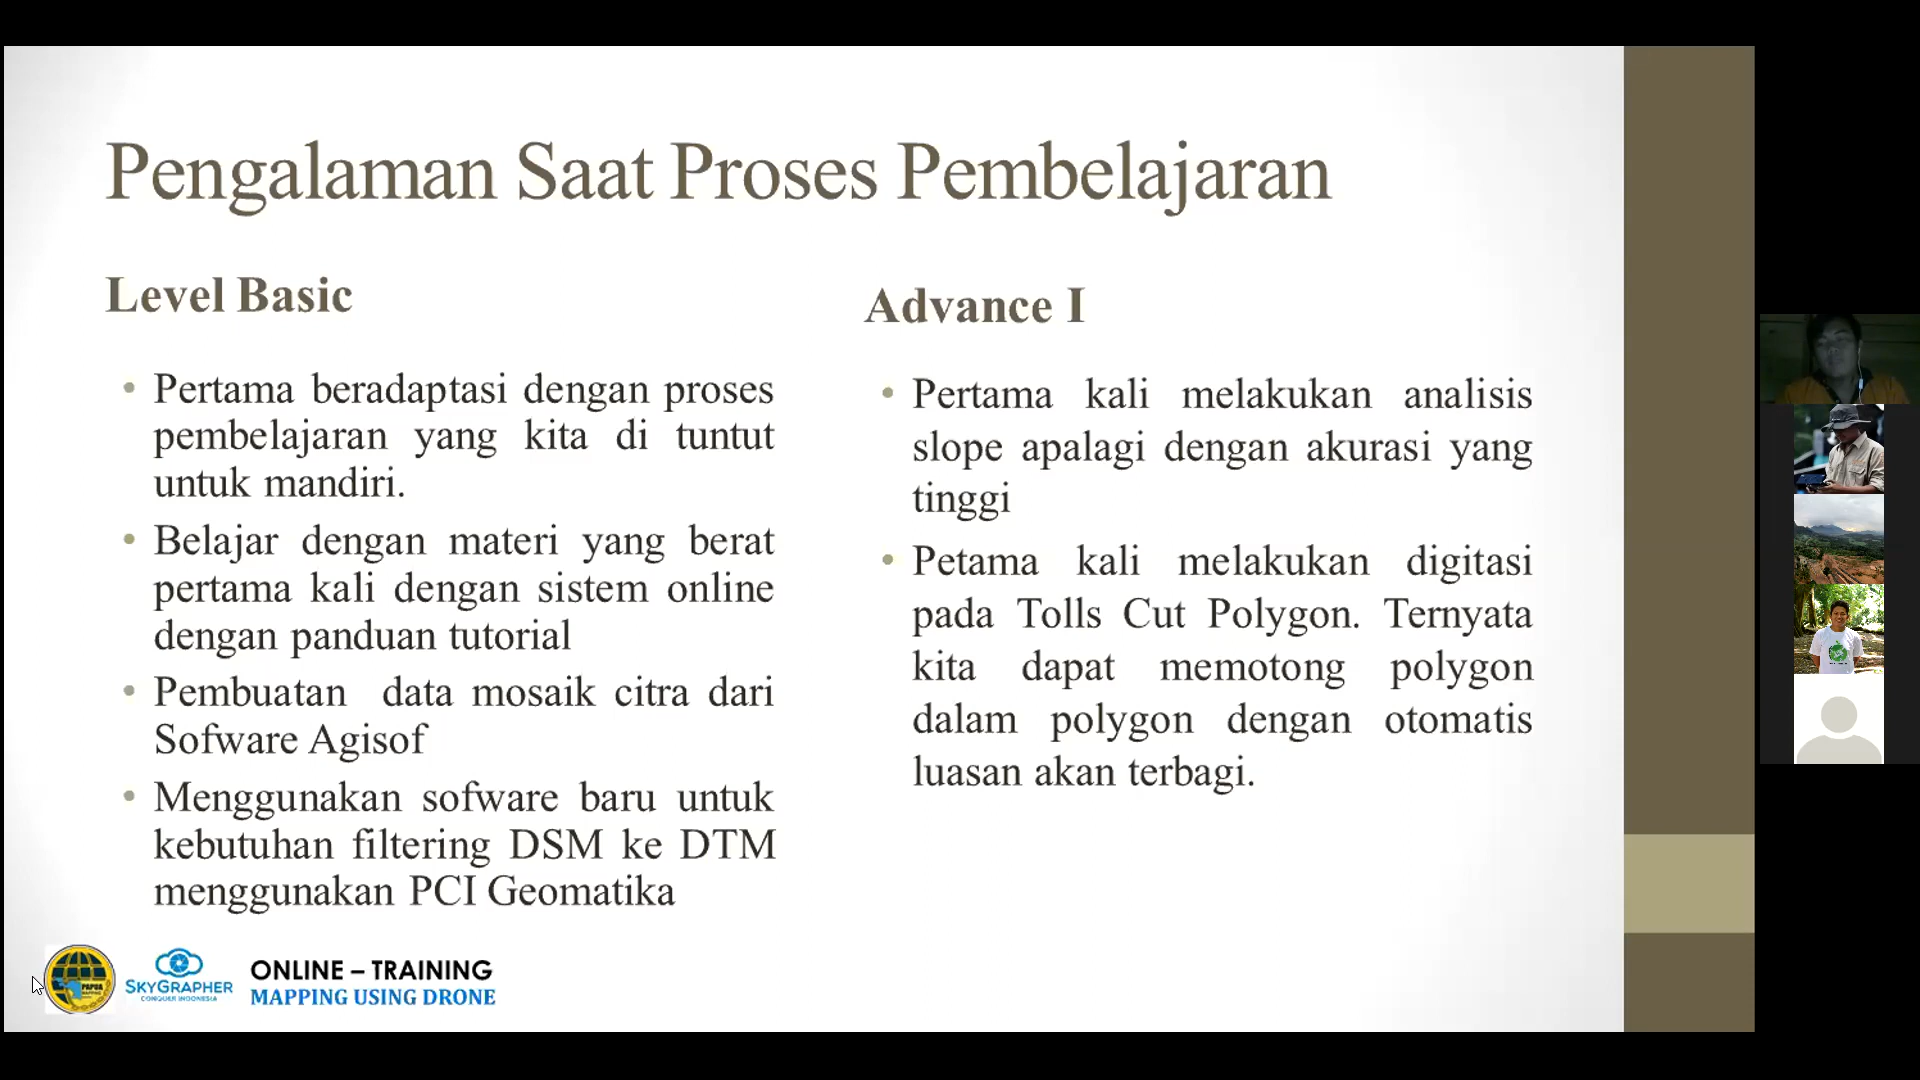 Pengalaman Saat Proses Pembelajaran
Level Basic
• Pertama beradaptasi dengan proses
pembelajaran yang kita di tuntut
untuk mandiri.
• Belajar dengan materi yang berat
pertama kali dengan sistem online
dengan panduan tutorial
• Pembuatan data mosaik citra dari
Sofware Agisof
• Menggunakan sofware baru untuk
kebutuhan filtering DSM ke DTM
menggunakan PCI Geomatika
Advance I
• Pertama kali melakukan analisis
slope apalagi dengan akurasi yang
tinggi
• Petama kali melakukan digitasi
pada Tolls Cut Polygon. Ternyata
kita dapat memotong polygon
dalam polygon dengan otomatis
luasan akan terbagi.
PAPUA
SKYGRAPHER
CONQUER INDONESIA
ONLINE – TRAINING
MAPPING USING DRONE